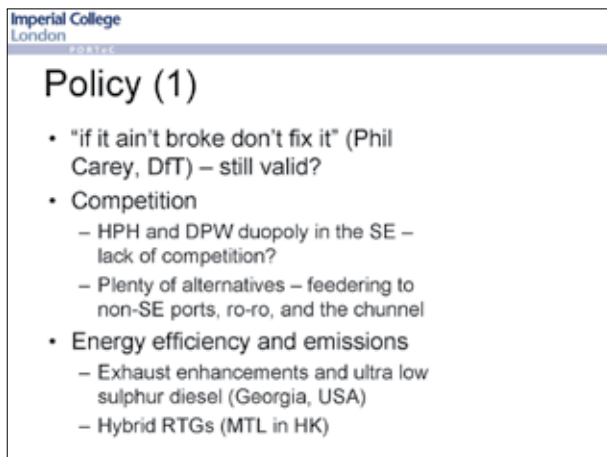 Imperial College
London
PORTeC
Policy (1)
• "if it ain't broke don't fix it" (Phil
Carey, DfT) – still valid?
• Competition
– HPH and DPW duopoly in the SE –
lack of competition?
– Plenty of alternatives – feedering to
non-SE ports, ro-ro, and the chunnel
• Energy efficiency and emissions
– Exhaust enhancements and ultra low
sulphur diesel (Georgia, USA)
– Hybrid RTGs (MTL in HK)